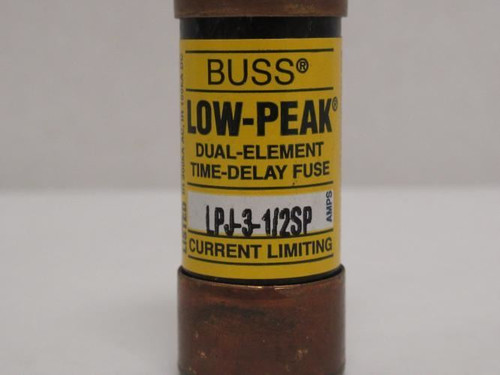 BUSS®
LOW-PEAK®
DUAL-ELEMENT
TIME-DELAY FUSE
LPJ-3-1/2SP
AMPS
CURRENT LIMITING